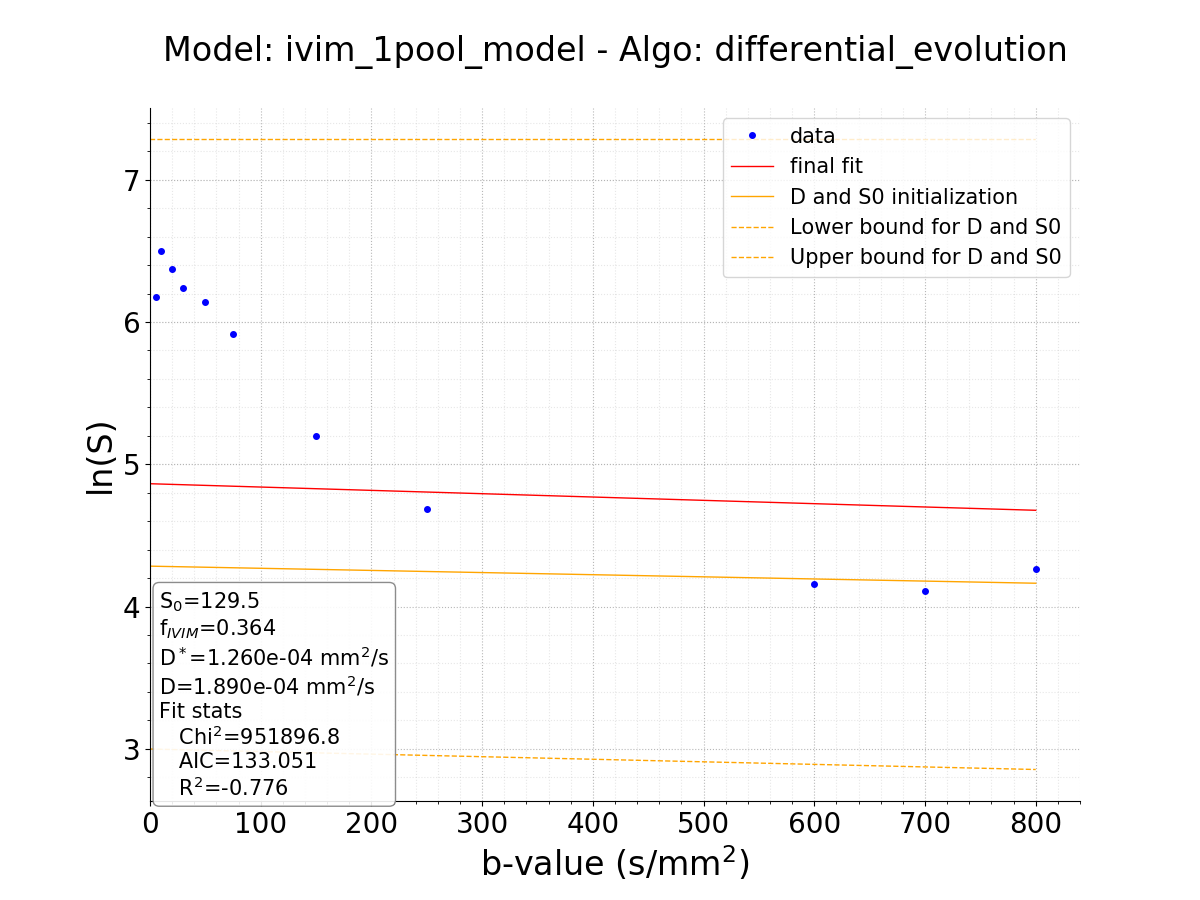 Model: ivim_1pool_model - Algo: differential_evolution
data
final fit
D and S0 initialization
Lower bound for D and S0
Upper bound for D and S0
7
6
5
4
3
ln(S)
S₀=129.5
f_IVIM=0.364
D*=1.260e-04 mm²/s
D=1.890e-04 mm²/s
Fit stats
Chi²=951896.8
AIC=133.051
R²=-0.776
0 100 200 300 400 500 600 700 800
b-value (s/mm²)